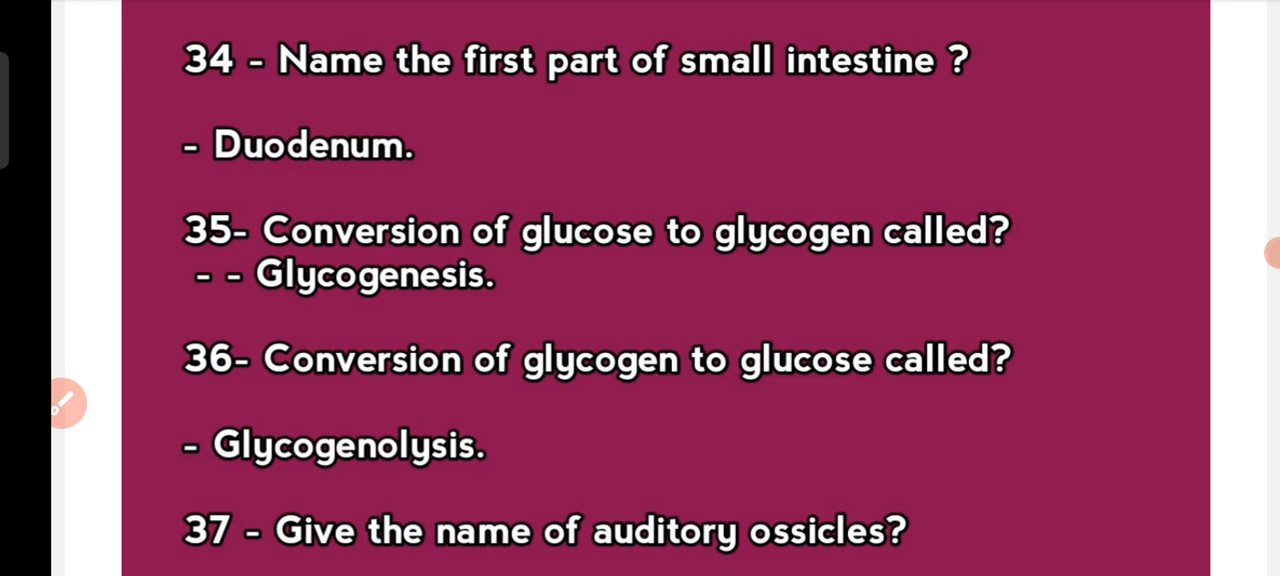 34 - Name the first part of small intestine ?
- Duodenum.
35- Conversion of glucose to glycogen called?
- - Glycogenesis.
36- Conversion of glycogen to glucose called?
- Glycogenolysis.
37 - Give the name of auditory ossicles?